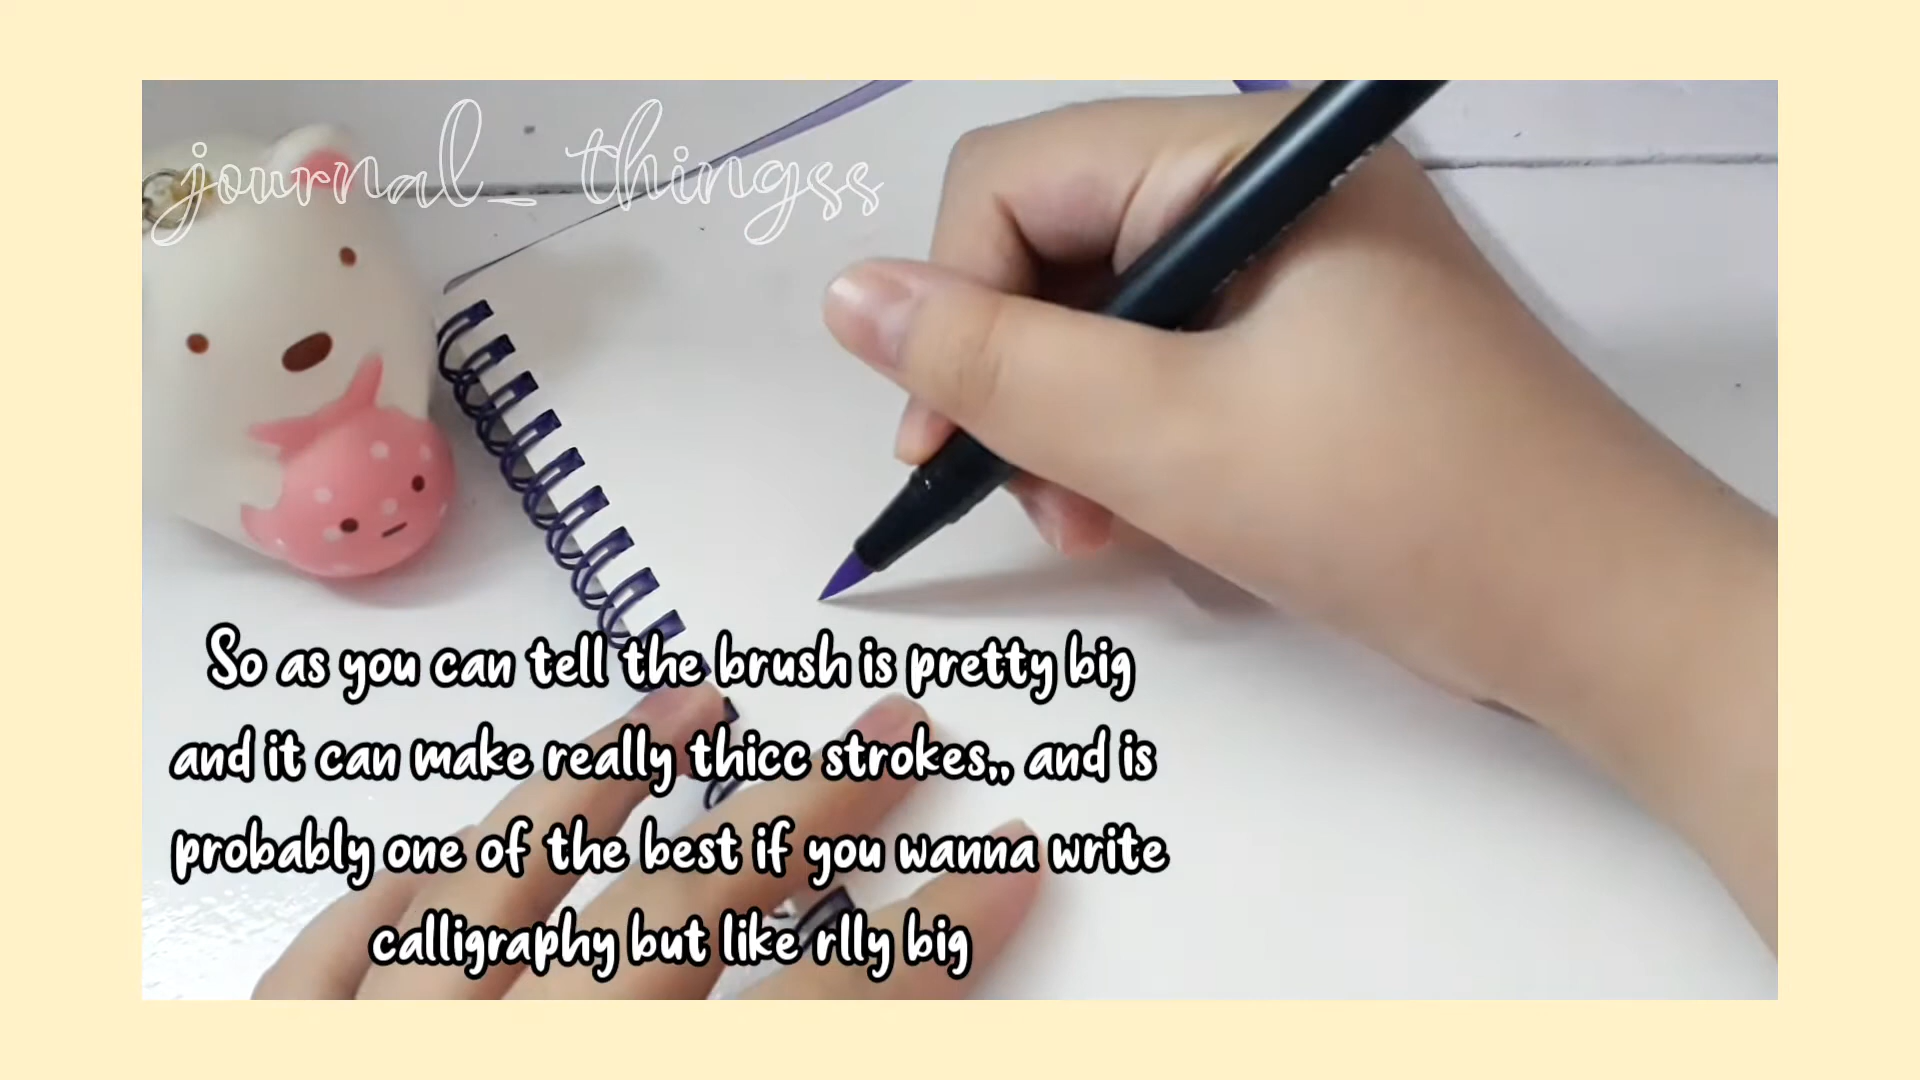 journal_thingss
So as you can tell the brush is pretty big
and it can make really thicc strokes,, and is
probably one of the best if you wanna write
calligraphy but like rlly big